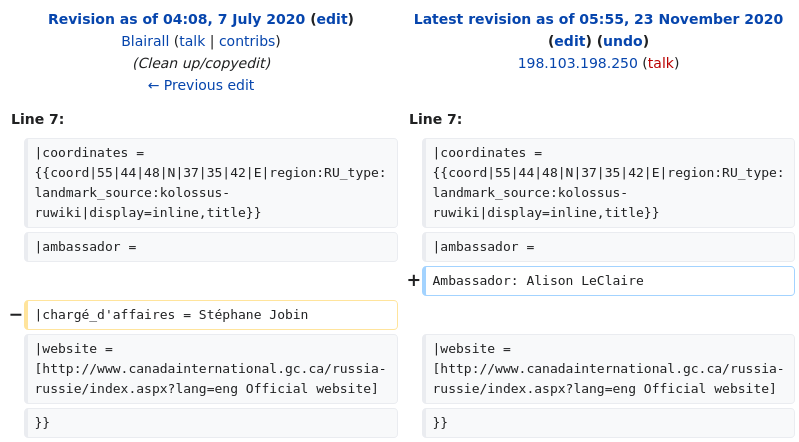 Revision as of 04:08, 7 July 2020 (edit)
Blairall (talk | contribs)
(Clean up/copyedit)
← Previous edit
Latest revision as of 05:55, 23 November 2020
(edit) (undo)
198.103.198.250 (talk)
Line 7:
Line 7:
|coordinates =
{{coord|55|44|48|N|37|35|42|E|region:RU_type:
landmark_source:kolossus-
ruwiki|display=inline,title}}
|coordinates =
{{coord|55|44|48|N|37|35|42|E|region:RU_type:
landmark_source:kolossus-
ruwiki|display=inline,title}}
|ambassador =
|ambassador =
+ Ambassador: Alison LeClaire
− |chargé_d'affaires = Stéphane Jobin
|website =
[http://www.canadainternational.gc.ca/russia-
russie/index.aspx?lang=eng Official website]
|website =
[http://www.canadainternational.gc.ca/russia-
russie/index.aspx?lang=eng Official website]
}}
}}